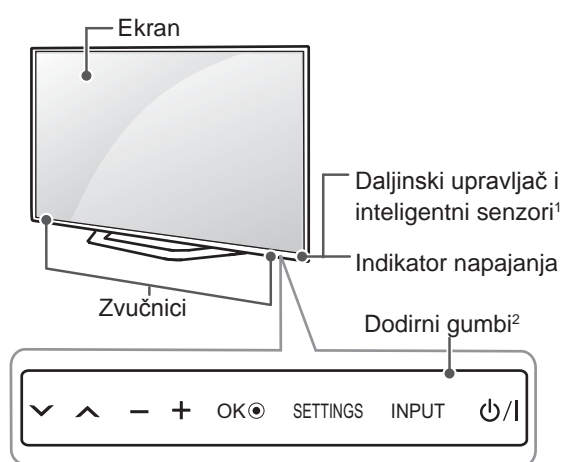 Ekran
Daljinski upravljač i
inteligentni senzori¹
Indikator napajanja
Zvučnici
Dodirni gumbi²
OK SETTINGS INPUT